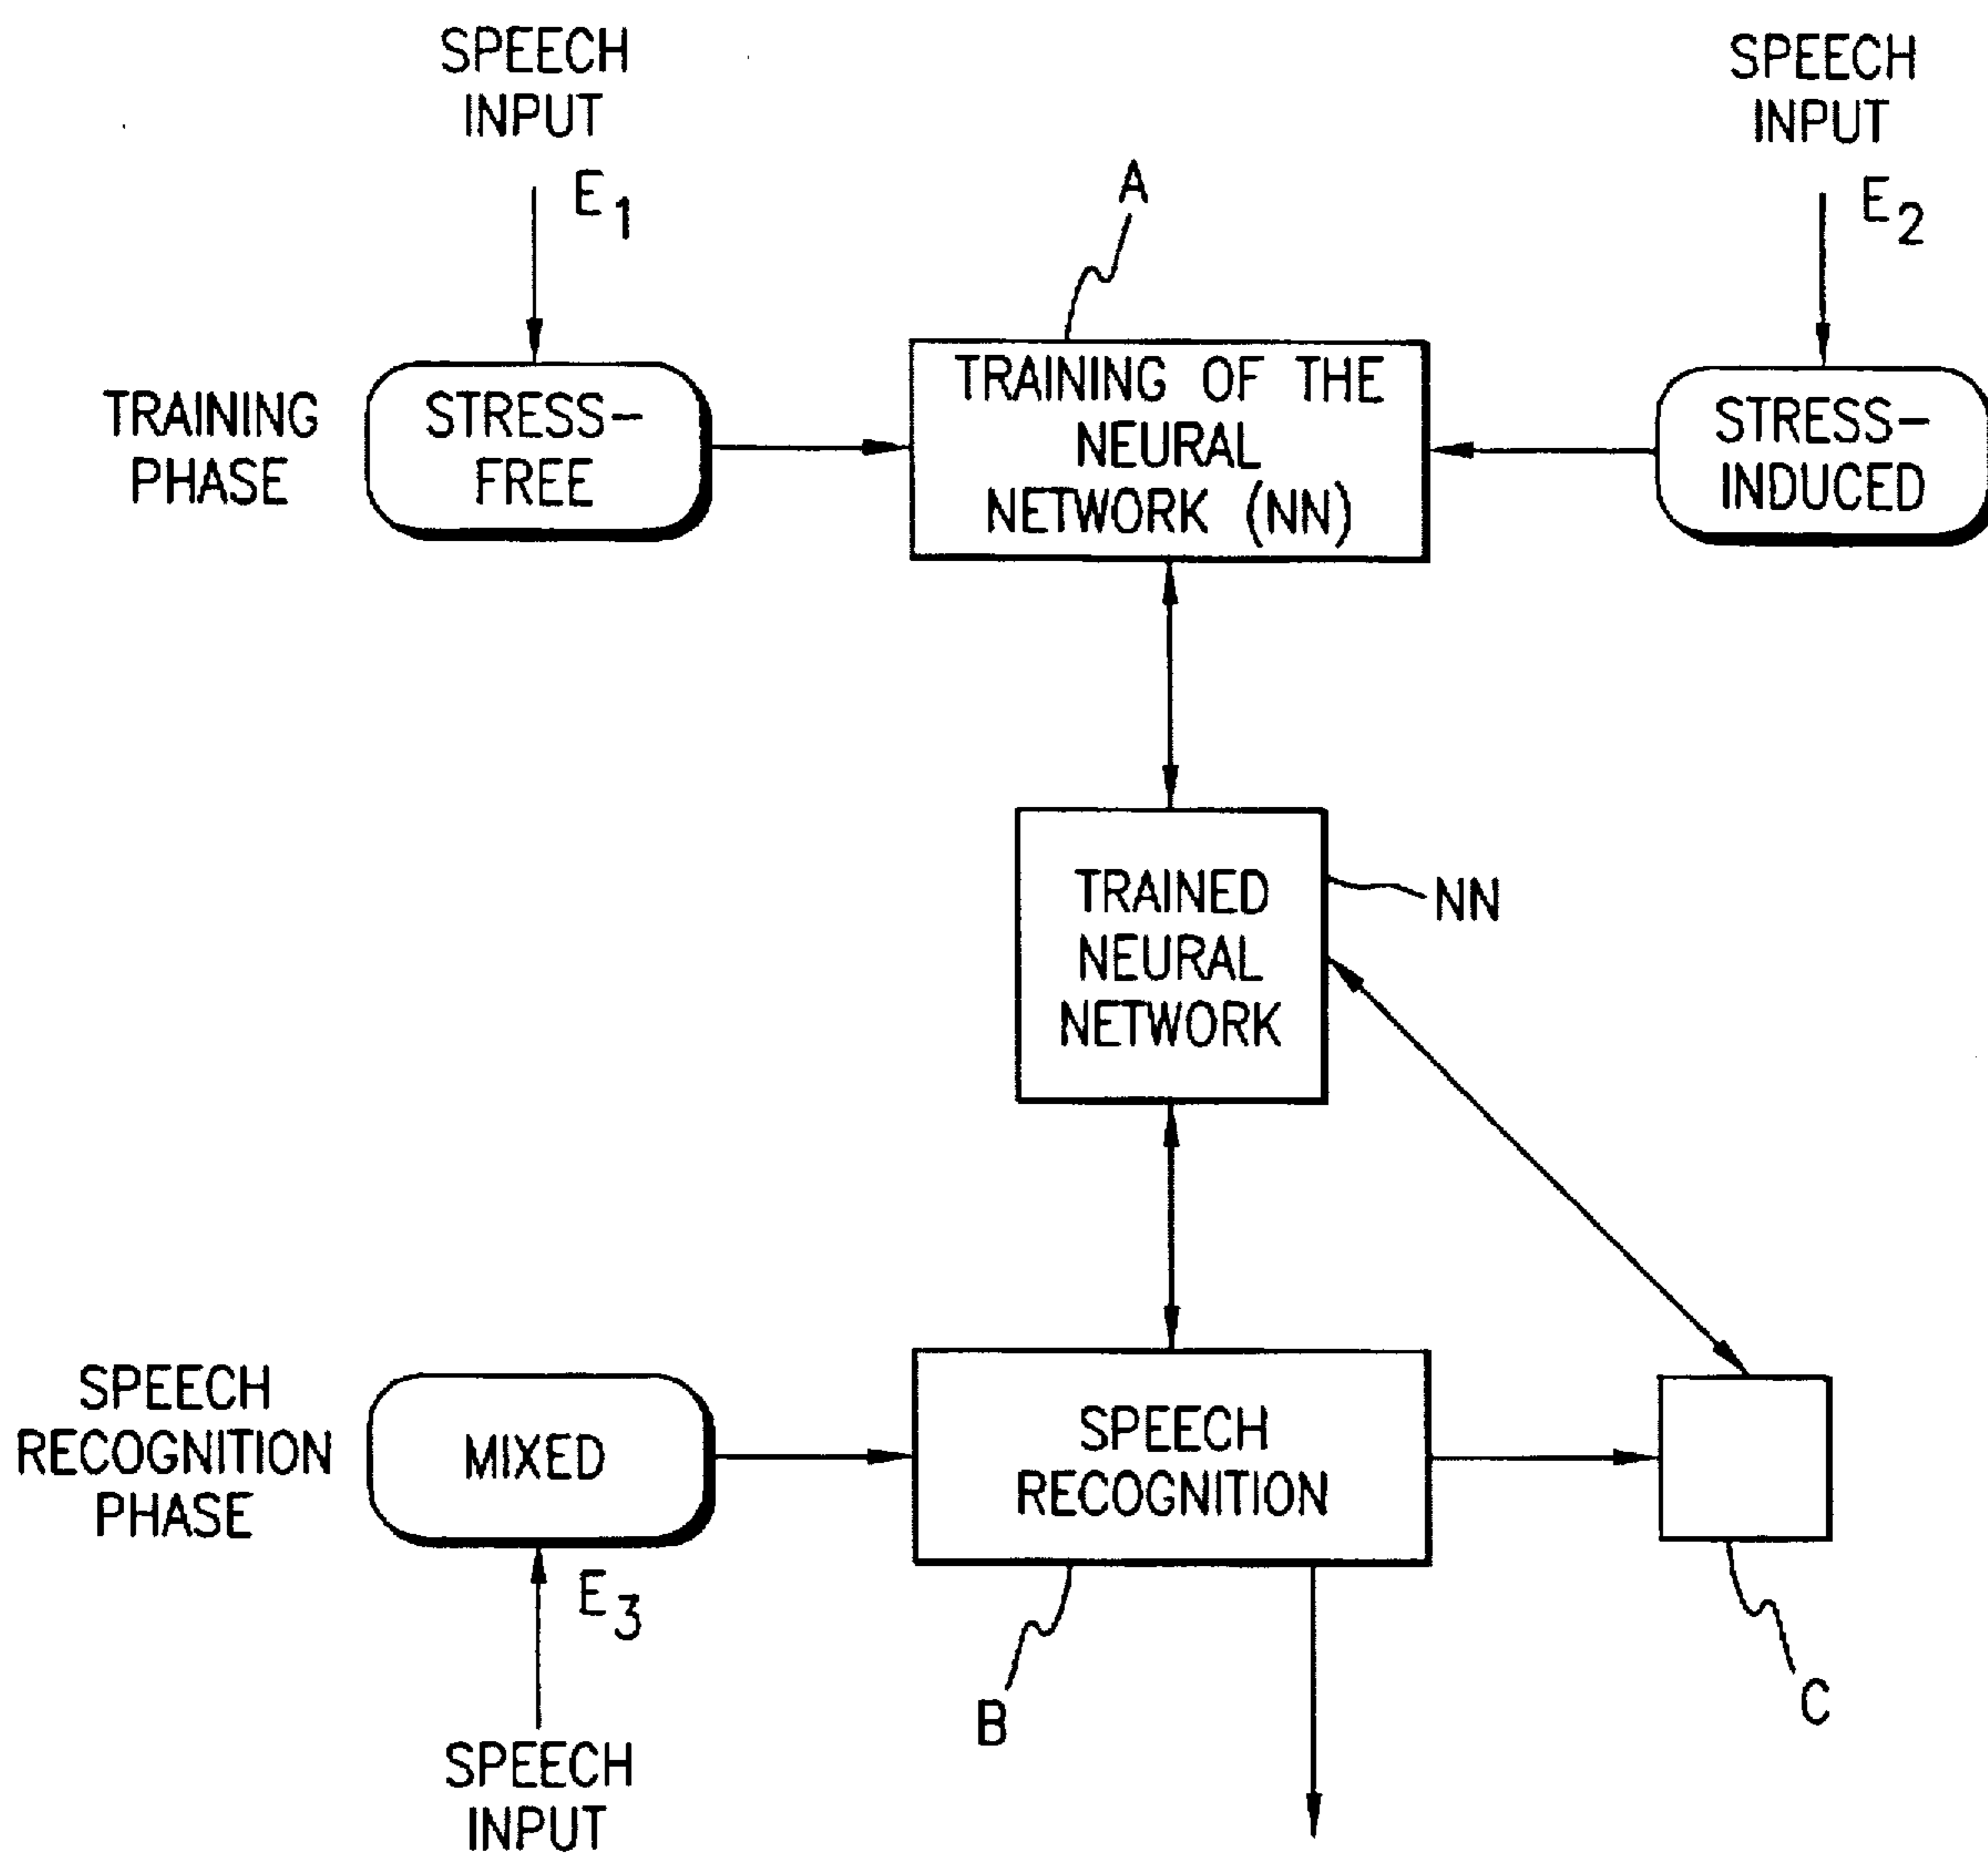 SPEECH
INPUT
E1
SPEECH
INPUT
E2
A
TRAINING
PHASE
STRESS-
FREE
TRAINING OF THE
NEURAL
NETWORK (NN)
STRESS-
INDUCED
TRAINED
NEURAL
NETWORK
NN
SPEECH
RECOGNITION
PHASE
MIXED
SPEECH
RECOGNITION
E3
SPEECH
INPUT
B
C